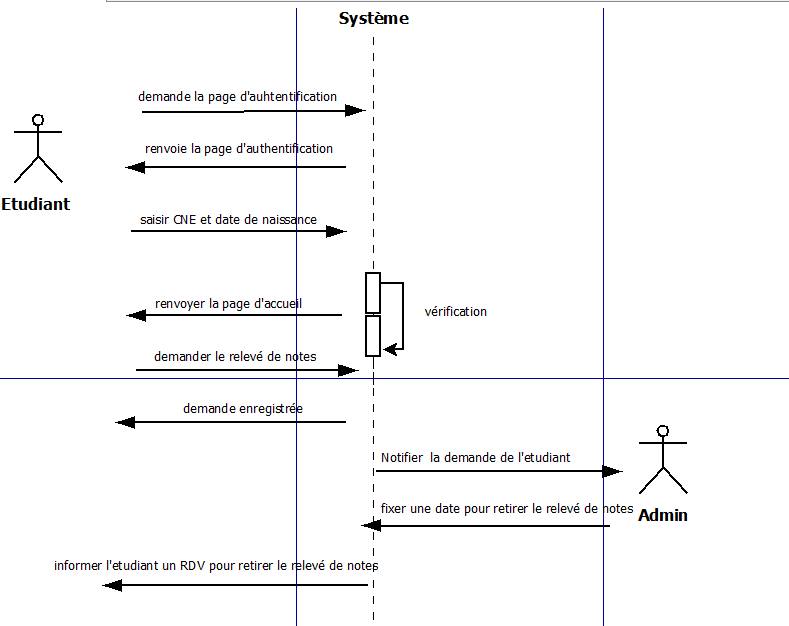 Système
demande la page d'auhtentification
renvoie la page d'authentification
Etudiant
saisir CNE et date de naissance
renvoyer la page d'accueil
vérification
demander le relevé de notes
demande enregistrée
Notifier la demande de l'etudiant
fixer une date pour retirer le relevé de notes
Admin
informer l'etudiant un RDV pour retirer le relevé de notes